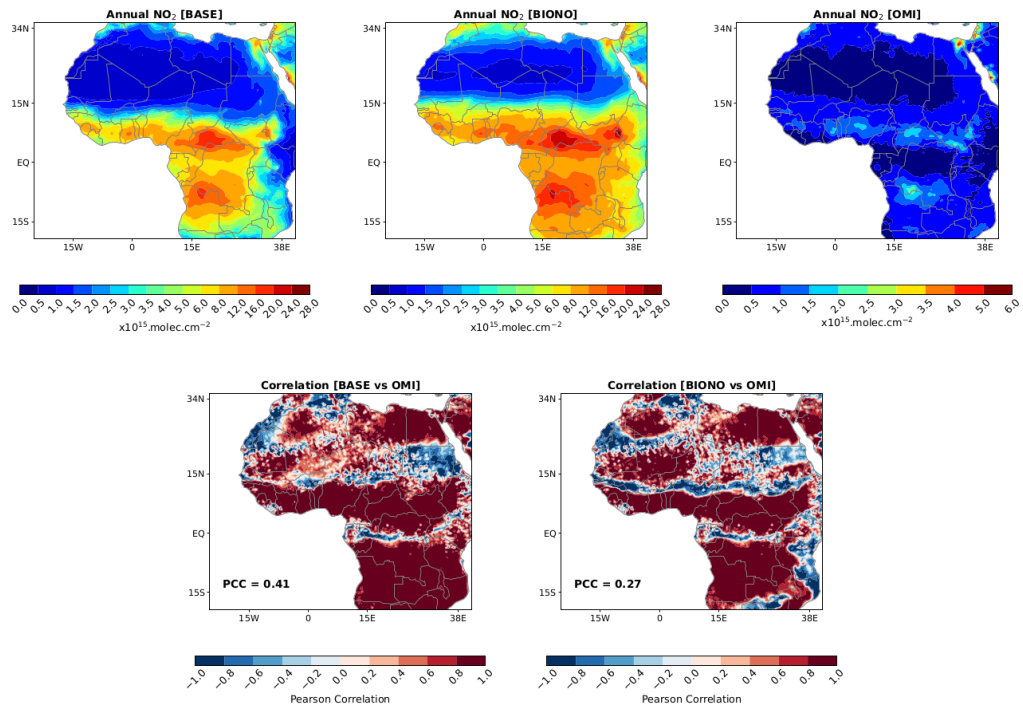 Annual NO₂ [BASE]
Annual NO₂ [BIONO]
Annual NO₂ [OMI]
34N
15N
EQ
15S
15W
0
15E
38E
34N
15N
EQ
15S
15W
0
15E
38E
34N
15N
EQ
15S
15W
0
15E
38E
0.0 0.5 1.0 1.5 2.0 2.5 3.0 3.5 4.5 5.0 6.0 8.0 12.0 16.0 20.0 24.0 28.0
x10¹⁵.molec.cm⁻²
0.0 0.5 1.0 1.5 2.0 2.5 3.0 3.5 4.5 5.0 6.0 8.0 12.0 16.0 20.0 24.0 28.0
x10¹⁵.molec.cm⁻²
0.0 0.5 1.0 1.5 2.0 2.5 3.0 3.5 4.0 5.0 6.0
x10¹⁵.molec.cm⁻²
Correlation [BASE vs OMI]
Correlation [BIONO vs OMI]
34N
15N
EQ
15S
PCC = 0.41
15W
0
15E
38E
34N
15N
EQ
15S
PCC = 0.27
15W
0
15E
38E
−1.0 −0.8 −0.6 −0.4 −0.2 0.0 0.2 0.4 0.6 0.8 1.0
Pearson Correlation
−1.0 −0.8 −0.6 −0.4 −0.2 0.0 0.2 0.4 0.6 0.8 1.0
Pearson Correlation